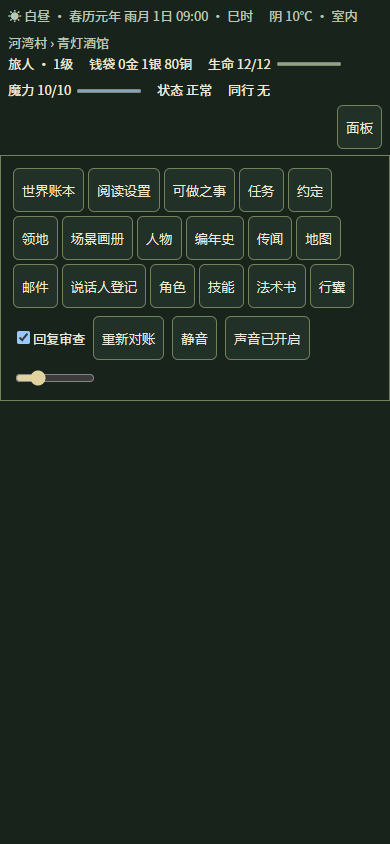 ☀ 白昼 · 春历元年 雨月 1日 09:00 · 巳时 阴 10°C · 室内
河湾村 › 青灯酒馆
旅人 · 1级 钱袋 0金 1银 80铜 生命 12/12
魔力 10/10 状态 正常 同行 无
面板
世界账本 阅读设置 可做之事 任务 约定
领地 场景画册 人物 编年史 传闻 地图
邮件 说话人登记 角色 技能 法术书 行囊
回复审查 重新对账 静音 声音已开启